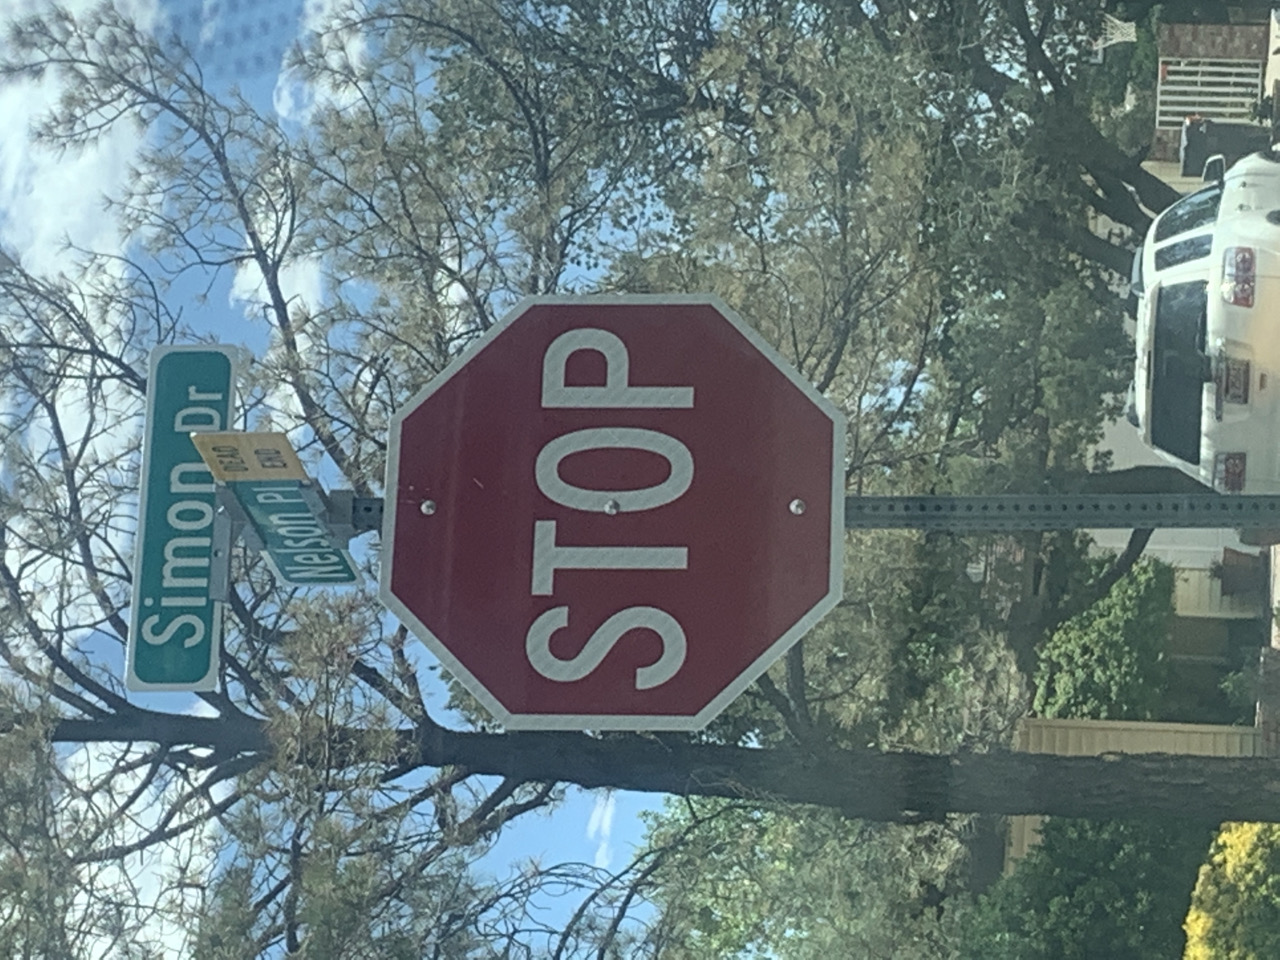 Simon Dr
DEAD
END
Nelson Pl
STOP